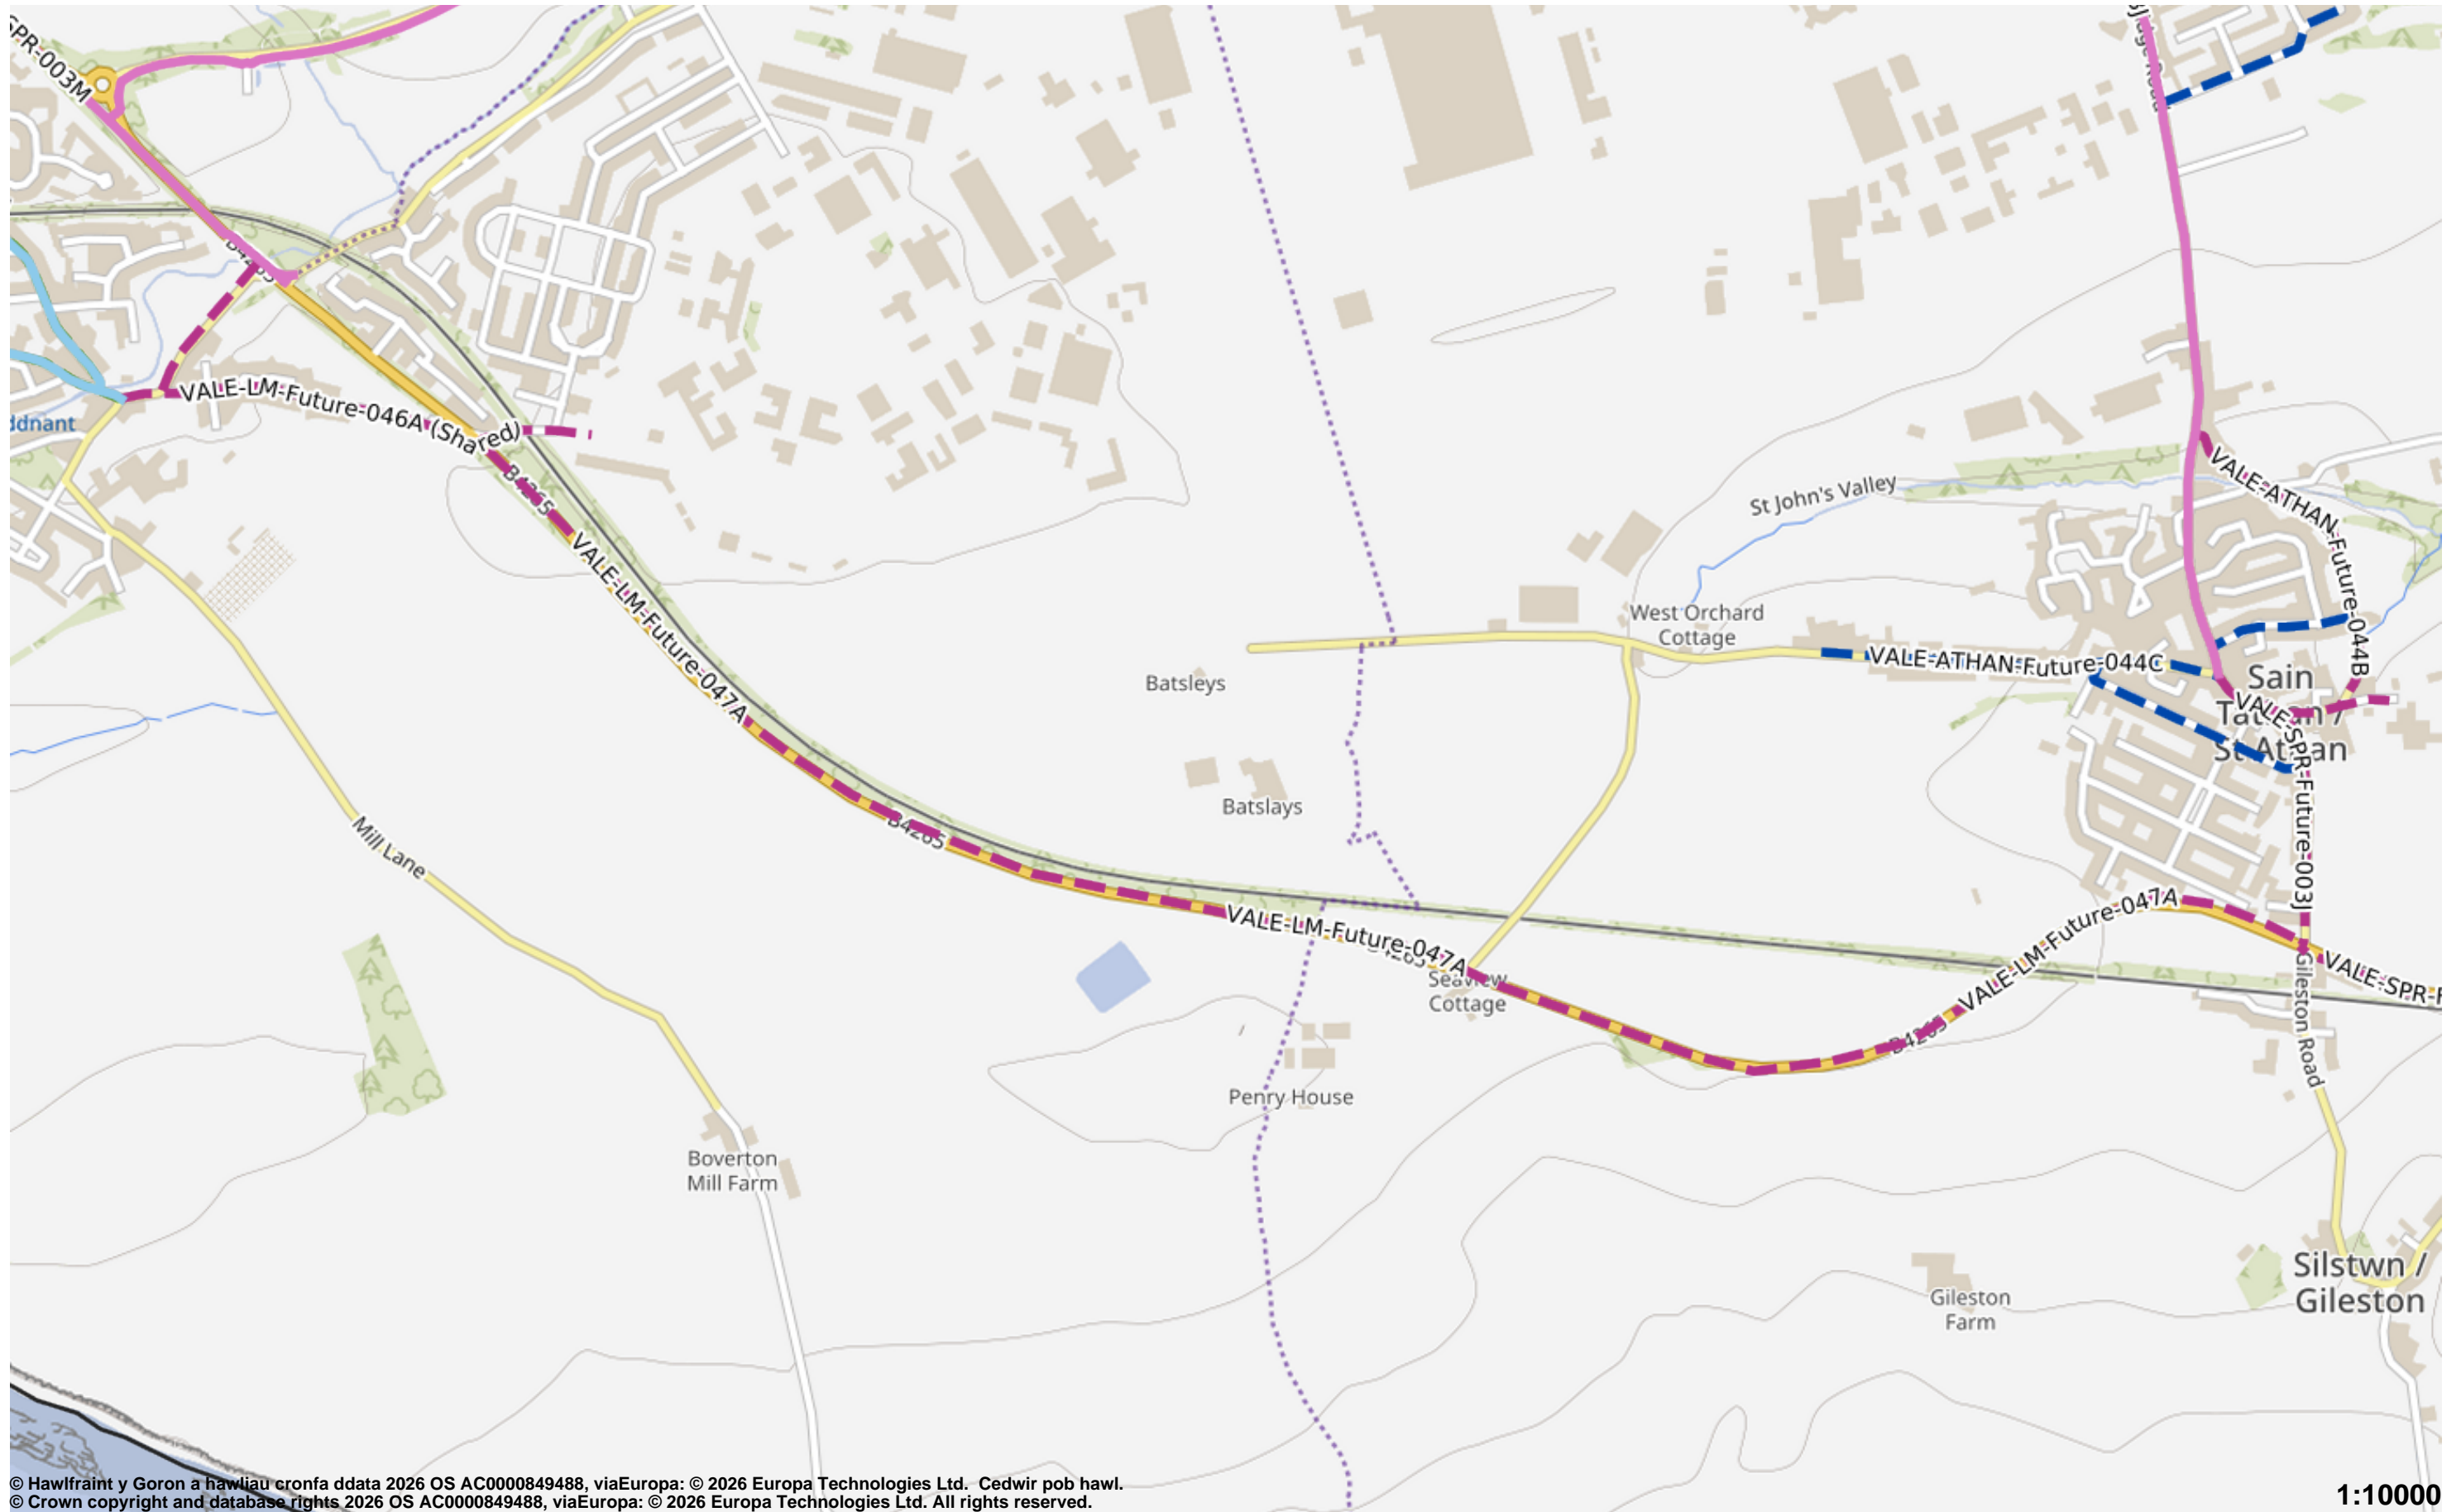 SPR-003M
B4265
VALE-LM-Future-046A (Shared)
ddnant
B4265
St John's Valley
VALE-ATHAN-Future-044B
West Orchard
Cottage
VALE-LM-Future-047A
VALE-ATHAN-Future-044C
Sain
Tathan /
St Athan
Batsleys
VALE-SPR-Future-003J
Batslays
B4265
Mill Lane
VALE-LM-Future-047A
B4265
VALE-LM-Future-047A
VALE-SPR-F
Seaview
Cottage
B4265
Gileston Road
Penry House
Boverton
Mill Farm
Silstwn /
Gileston
Gileston
Farm
© Hawlfraint y Goron a hawliau cronfa ddata 2026 OS AC0000849488, viaEuropa: © 2026 Europa Technologies Ltd. Cedwir pob hawl.
© Crown copyright and database rights 2026 OS AC0000849488, viaEuropa: © 2026 Europa Technologies Ltd. All rights reserved.
1:10000